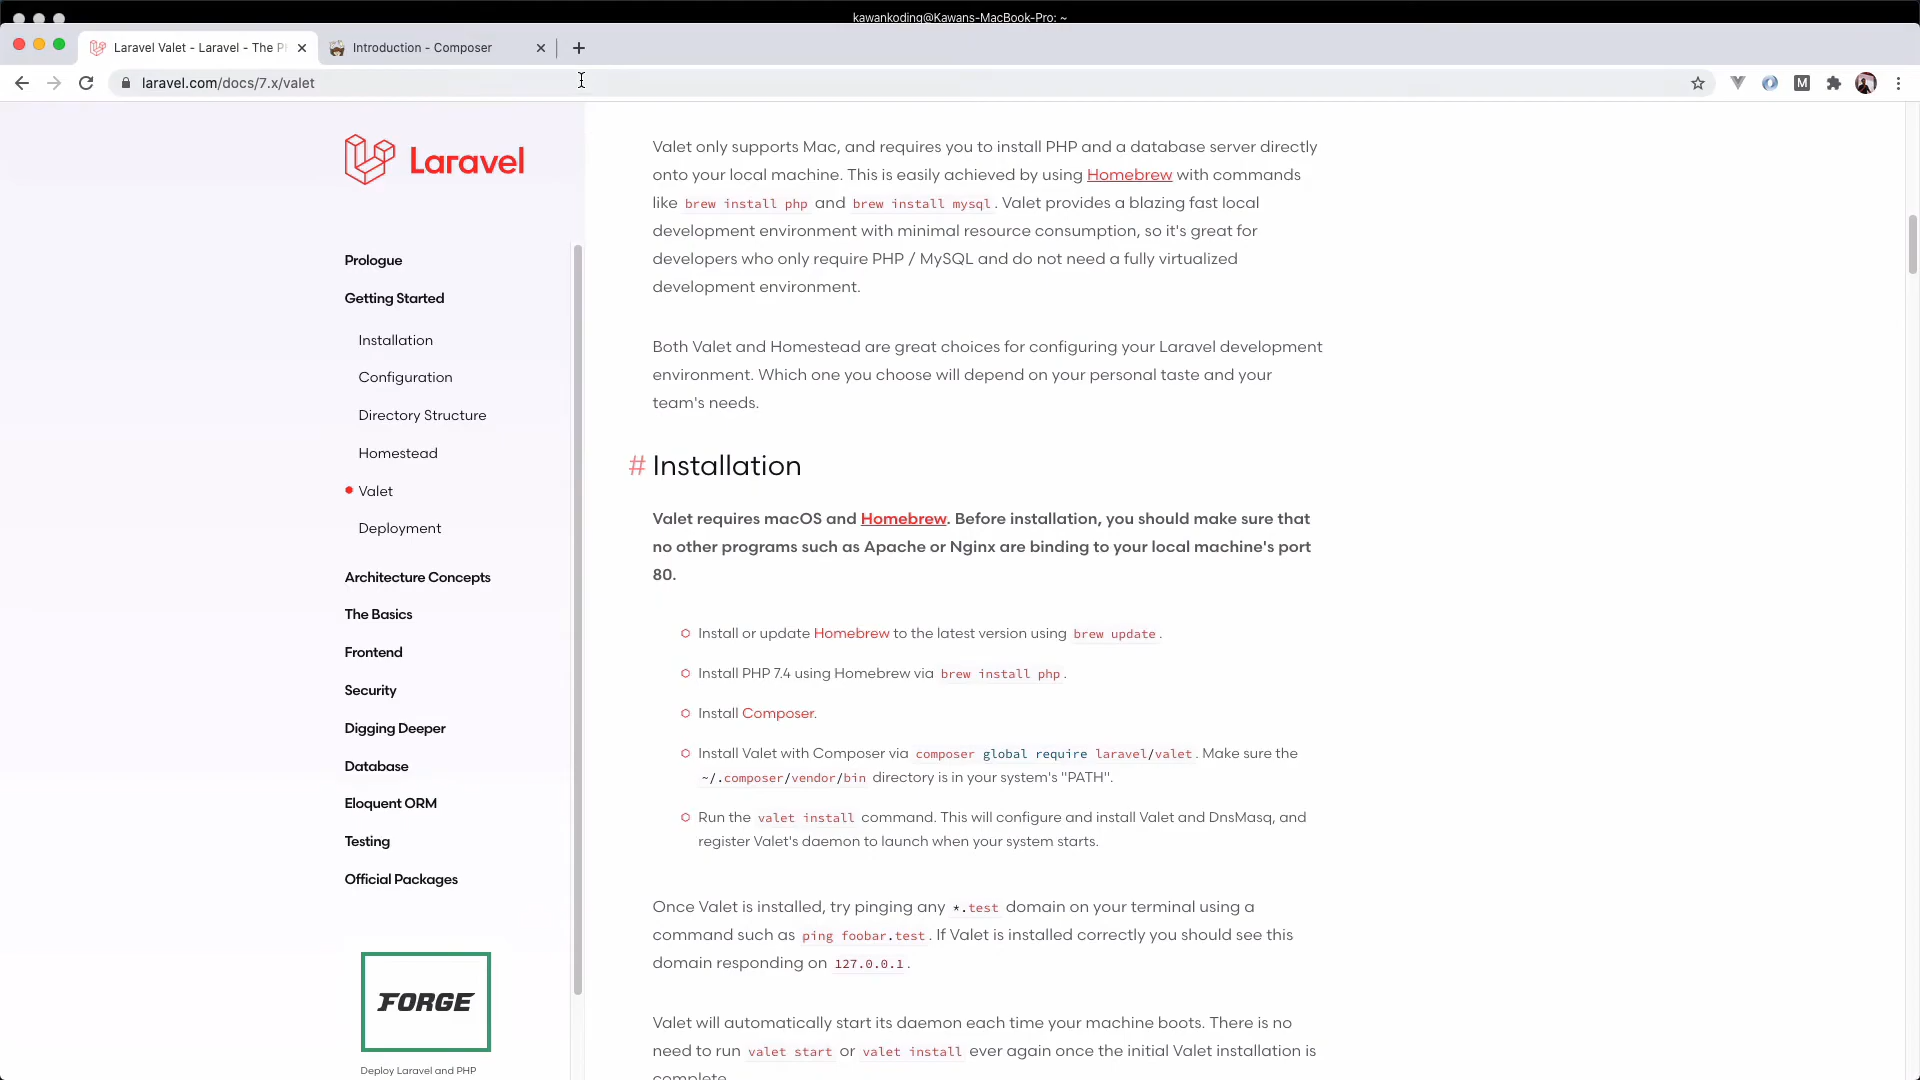 kawankoding@Kawans-MacBook-Pro: ~
Laravel Valet - Laravel - The P
Introduction - Composer
laravel.com/docs/7.x/valet
M
Laravel
Prologue
Getting Started
Installation
Configuration
Directory Structure
Homestead
Valet
Deployment
Architecture Concepts
The Basics
Frontend
Security
Digging Deeper
Database
Eloquent ORM
Testing
Official Packages
FORGE
Deploy Laravel and PHP
Valet only supports Mac, and requires you to install PHP and a database server directly
onto your local machine. This is easily achieved by using Homebrew with commands
like brew install php and brew install mysql. Valet provides a blazing fast local
development environment with minimal resource consumption, so it's great for
developers who only require PHP / MySQL and do not need a fully virtualized
development environment.
Both Valet and Homestead are great choices for configuring your Laravel development
environment. Which one you choose will depend on your personal taste and your
team's needs.
# Installation
Valet requires macOS and Homebrew. Before installation, you should make sure that
no other programs such as Apache or Nginx are binding to your local machine's port
80.
Install or update Homebrew to the latest version using brew update.
Install PHP 7.4 using Homebrew via brew install php.
Install Composer.
Install Valet with Composer via composer global require laravel/valet. Make sure the
~/.composer/vendor/bin directory is in your system's "PATH".
Run the valet install command. This will configure and install Valet and DnsMasq, and
register Valet's daemon to launch when your system starts.
Once Valet is installed, try pinging any *.test domain on your terminal using a
command such as ping foobar.test. If Valet is installed correctly you should see this
domain responding on 127.0.0.1.
Valet will automatically start its daemon each time your machine boots. There is no
need to run valet start or valet install ever again once the initial Valet installation is
complete.